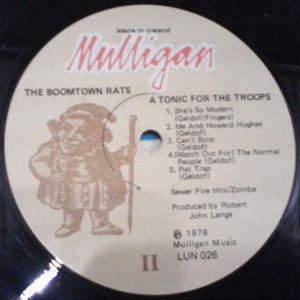 Made in Ireland
Mulligan
THE BOOMTOWN RATS
A TONIC FOR THE TROOPS
1. She's So Modern
(Geldof/Fingers)
2. Me And Howard Hughes
(Geldof)
3. Can't Stop
(Geldof)
4.(Watch Out For) The Normal
People (Geldof)
5. Rat Trap
(Geldof)
Sewer Fire Hits/Zomba
Produced by Robert
John Lange
℗ 1978
Mulligan Music
LUN 026
II